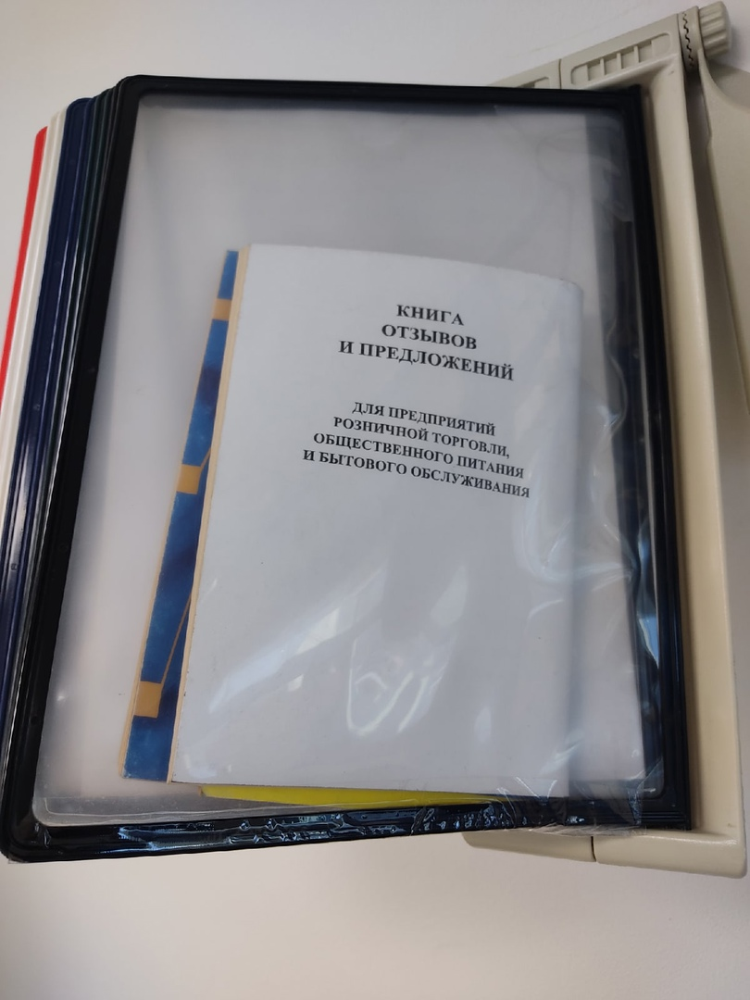 КНИГА
ОТЗЫВОВ
И ПРЕДЛОЖЕНИЙ
ДЛЯ ПРЕДПРИЯТИЙ
РОЗНИЧНОЙ ТОРГОВЛИ,
ОБЩЕСТВЕННОГО ПИТАНИЯ
И БЫТОВОГО ОБСЛУЖИВАНИЯ